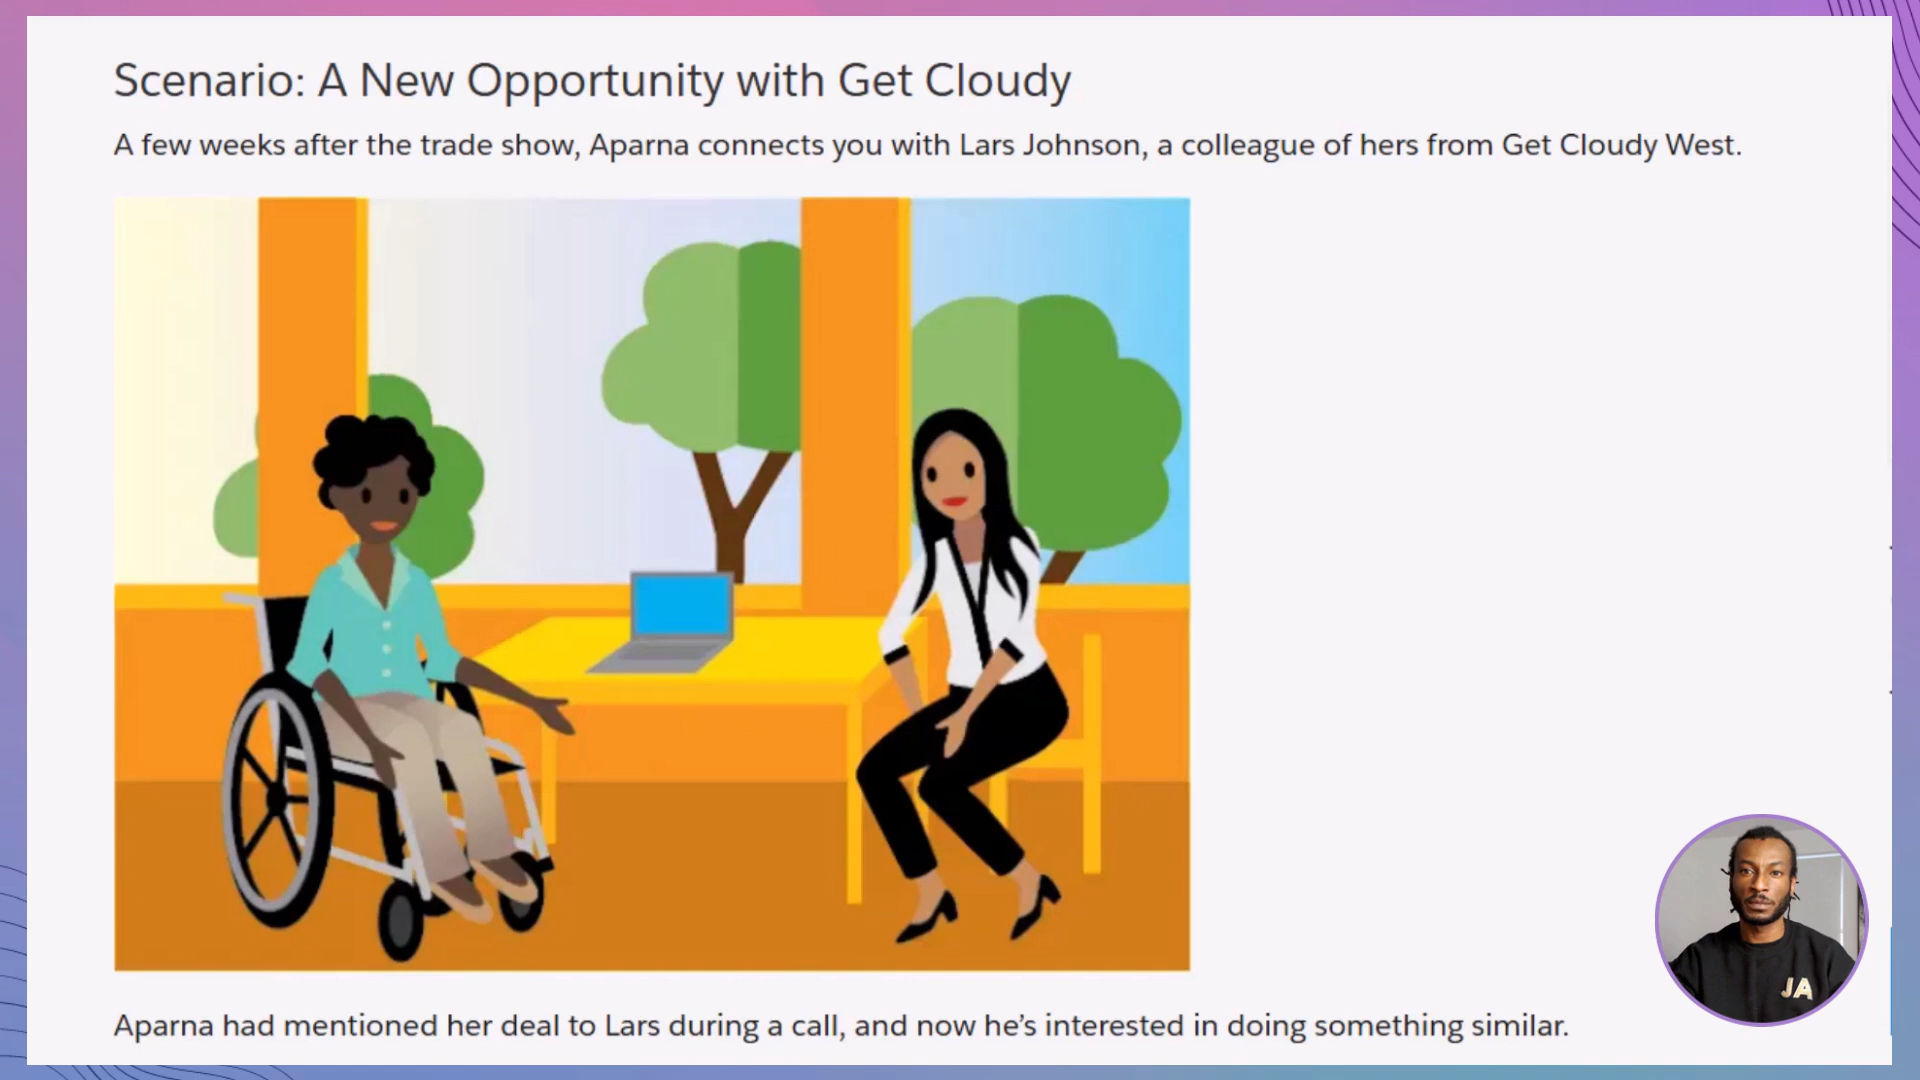 Scenario: A New Opportunity with Get Cloudy
A few weeks after the trade show, Aparna connects you with Lars Johnson, a colleague of hers from Get Cloudy West.
Aparna had mentioned her deal to Lars during a call, and now he’s interested in doing something similar.
JA